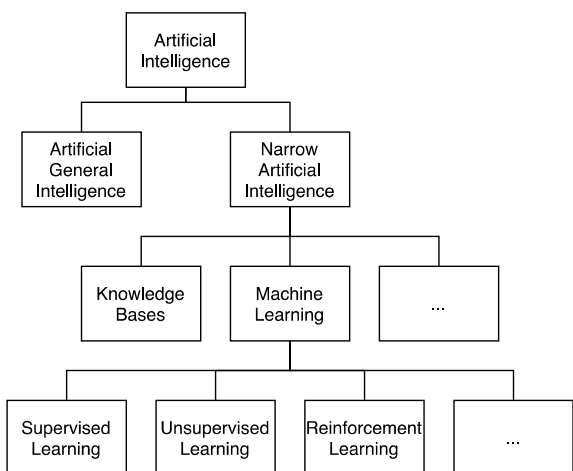 Artificial
Intelligence
Artificial
General
Intelligence
Narrow
Artificial
Intelligence
Knowledge
Bases
Machine
Learning
...
Supervised
Learning
Unsupervised
Learning
Reinforcement
Learning
...